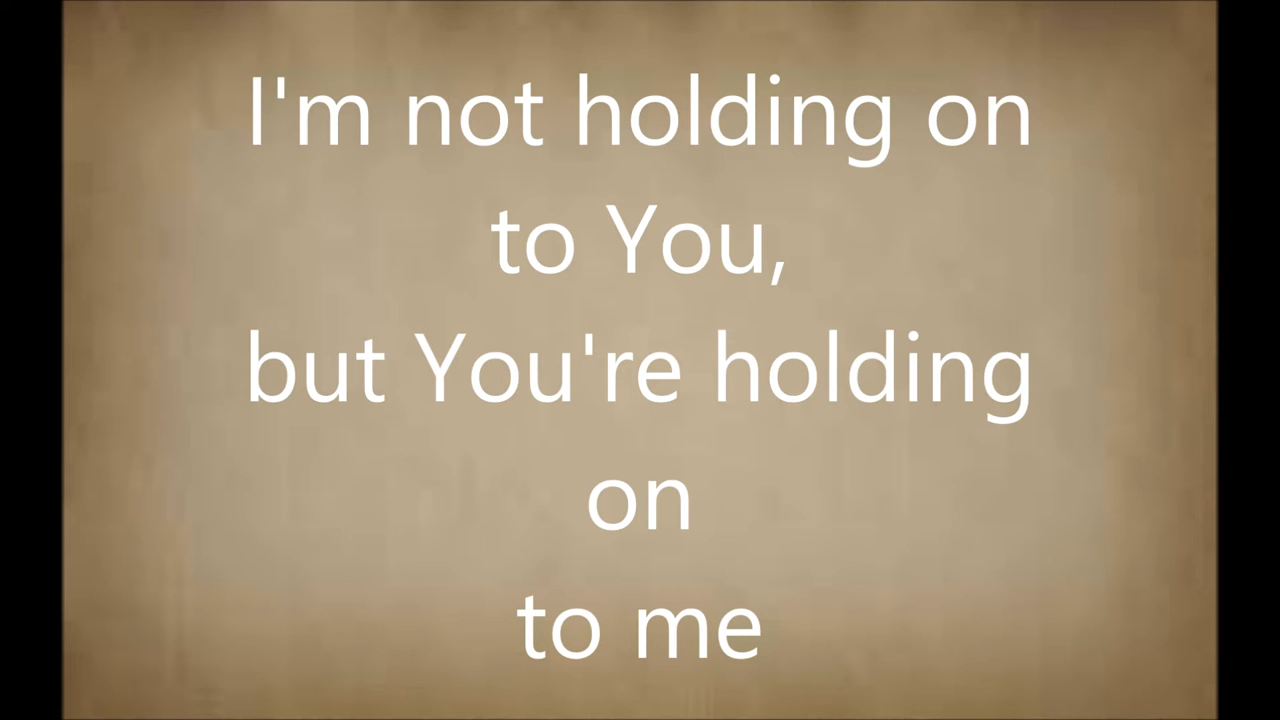 I'm not holding on
to You,
but You're holding
on
to me